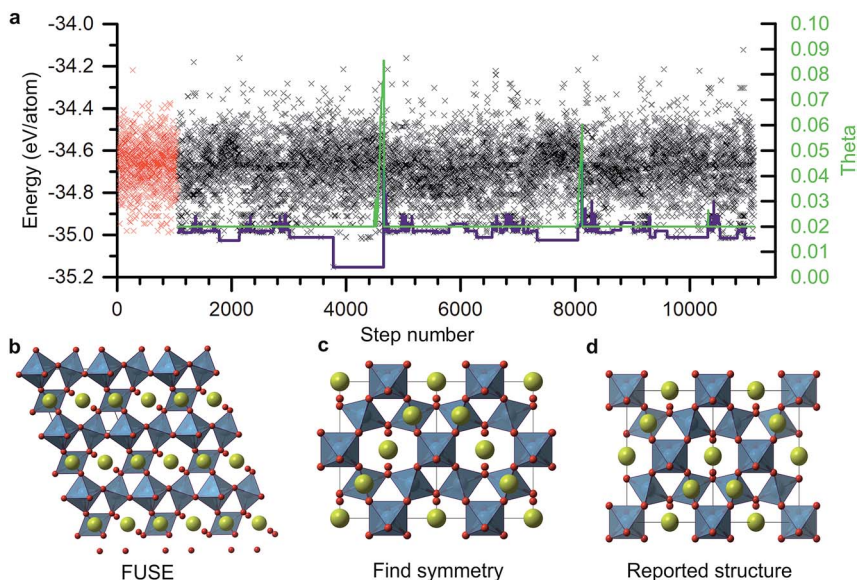 a
-34.0
-34.2
-34.4
-34.6
-34.8
-35.0
-35.2
Energy (eV/atom)
0.10
0.09
0.08
0.07
0.06
0.05
0.04
0.03
0.02
0.01
0.00
Theta
0 2000 4000 6000 8000 10000
Step number
b c d
FUSE Find symmetry Reported structure